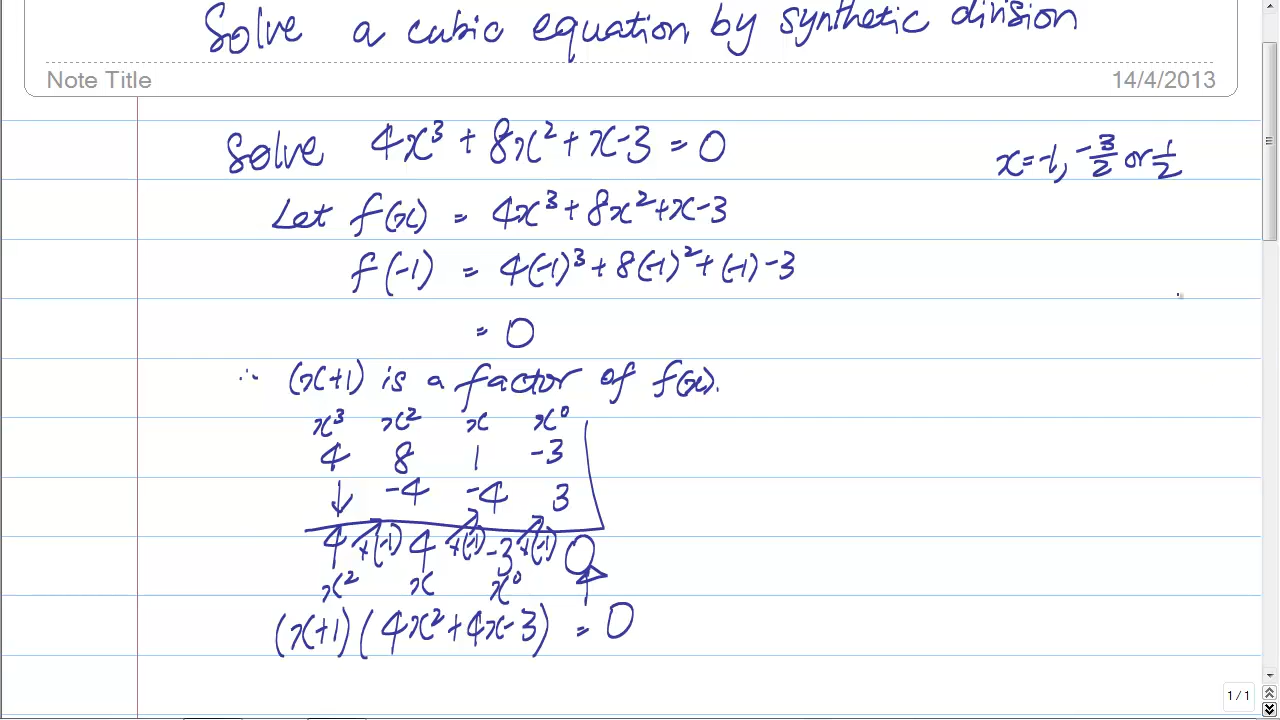 Solve a cubic equation by synthetic division
Note Title 14/4/2013
Solve 4x³ + 8x² + x - 3 = 0
x = -1, -3/2 or 1/2
Let f(x) = 4x³ + 8x² + x - 3
f(-1) = 4(-1)³ + 8(-1)² + (-1) - 3
= 0
∴ (x+1) is a factor of f(x).
x³ x² x x⁰
4 8 1 -3
↓ -4 -4 3
4 ×(-1) 4 ×(-1) -3 ×(-1) 0
x² x x⁰
(x+1)(4x² + 4x - 3) = 0
1/1